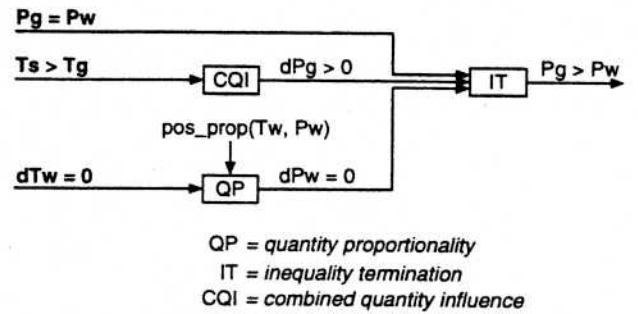 Pg = Pw
Ts > Tg
CQI
dPg > 0
IT
Pg > Pw
pos_prop(Tw, Pw)
dTw = 0
QP
dPw = 0
QP = quantity proportionality
IT = inequality termination
CQI = combined quantity influence